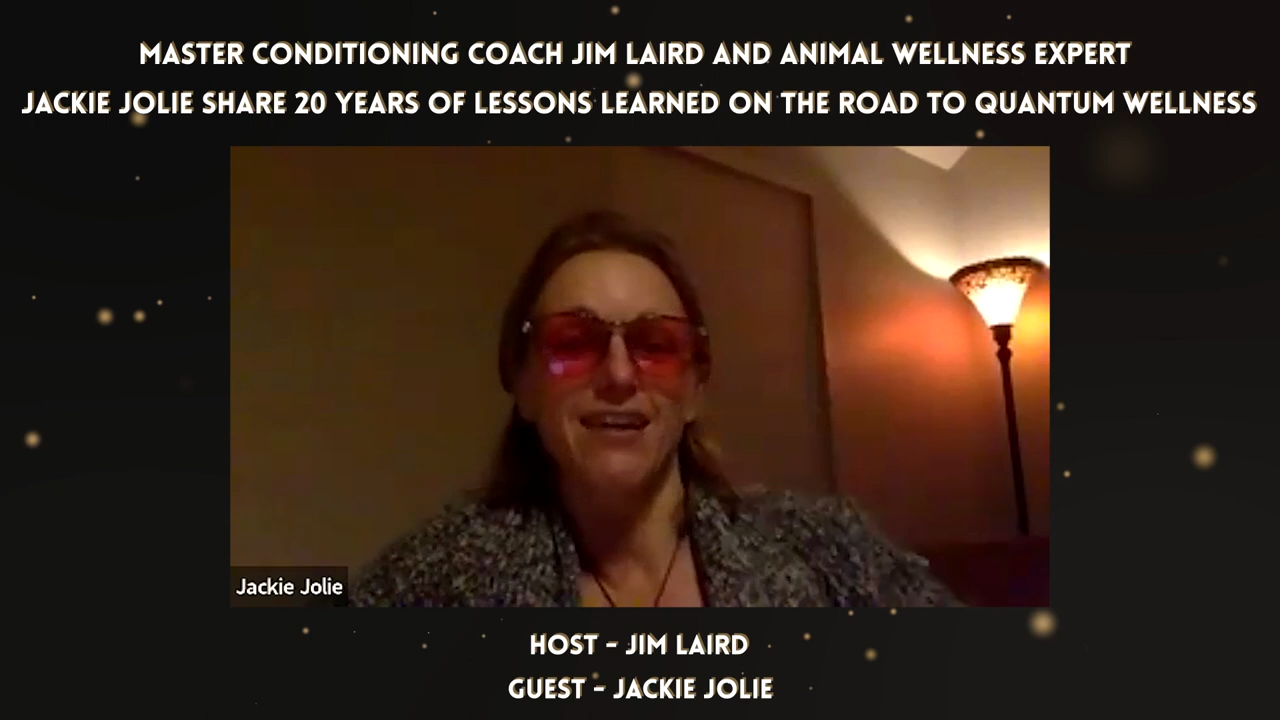 MASTER CONDITIONING COACH JIM LAIRD AND ANIMAL WELLNESS EXPERT
JACKIE JOLIE SHARE 20 YEARS OF LESSONS LEARNED ON THE ROAD TO QUANTUM WELLNESS
Jackie Jolie
HOST - JIM LAIRD
GUEST - JACKIE JOLIE